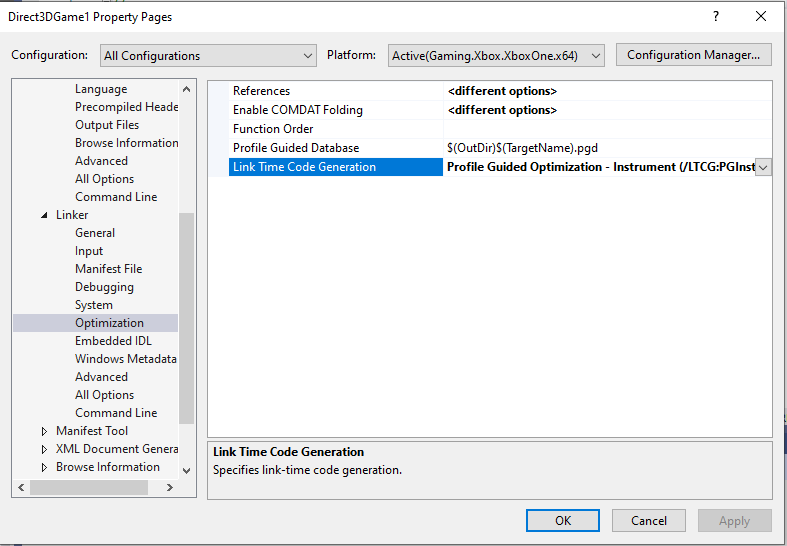 Direct3DGame1 Property Pages ?
Configuration: All Configurations Platform: Active(Gaming.Xbox.XboxOne.x64) Configuration Manager...
Language
Precompiled Heade
Output Files
Browse Information
Advanced
All Options
Command Line
Linker
General
Input
Manifest File
Debugging
System
Optimization
Embedded IDL
Windows Metadata
Advanced
All Options
Command Line
Manifest Tool
XML Document Genera
Browse Information
References <different options>
Enable COMDAT Folding <different options>
Function Order
Profile Guided Database $(OutDir)$(TargetName).pgd
Link Time Code Generation Profile Guided Optimization - Instrument (/LTCG:PGInst
Link Time Code Generation
Specifies link-time code generation.
OK Cancel Apply